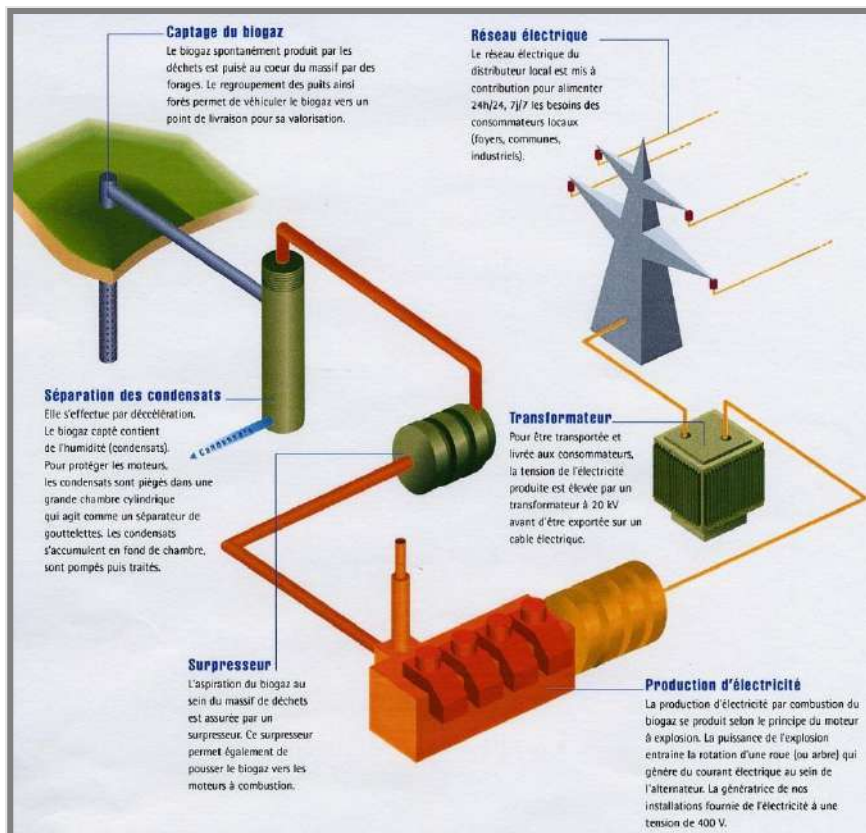 Captage du biogaz
Le biogaz spontanément produit par les
déchets est puisé au coeur du massif par des
forages. Le regroupement des puits ainsi
forés permet de véhiculer le biogaz vers un
point de livraison pour sa valorisation.
Réseau électrique
Le réseau électrique du
distributeur local est mis à
contribution pour alimenter
24h/24, 7j/7 les besoins des
consommateurs locaux
(foyers, communes,
industriels).
Séparation des condensats
Elle s'effectue par déccélération.
Le biogaz capté contient
de l'humidité (condensats).
Pour protéger les moteurs,
les condensats sont piégés dans une
grande chambre cylindrique
qui agit comme un séparateur de
gouttelettes. Les condensats
s'accumulent en fond de chambre,
sont pompés puis traités.
Condensats
Transformateur
Pour être transportée et
livrée aux consommateurs,
la tension de l'électricité
produite est élevée par un
transformateur à 20 kV
avant d'être exportée sur un
cable électrique.
Surpresseur
L'aspiration du biogaz au
sein du massif de déchets
est assurée par un
surpresseur. Ce surpresseur
permet également de
pousser le biogaz vers les
moteurs à combustion.
Production d'électricité
La production d'électricité par combustion du
biogaz se produit selon le principe du moteur
à explosion. La puissance de l'explosion
entraine la rotation d'une roue (ou arbre) qui
génère du courant électrique au sein de
l'alternateur. La génératrice de nos
installations fournie de l'électricité à une
tension de 400 V.